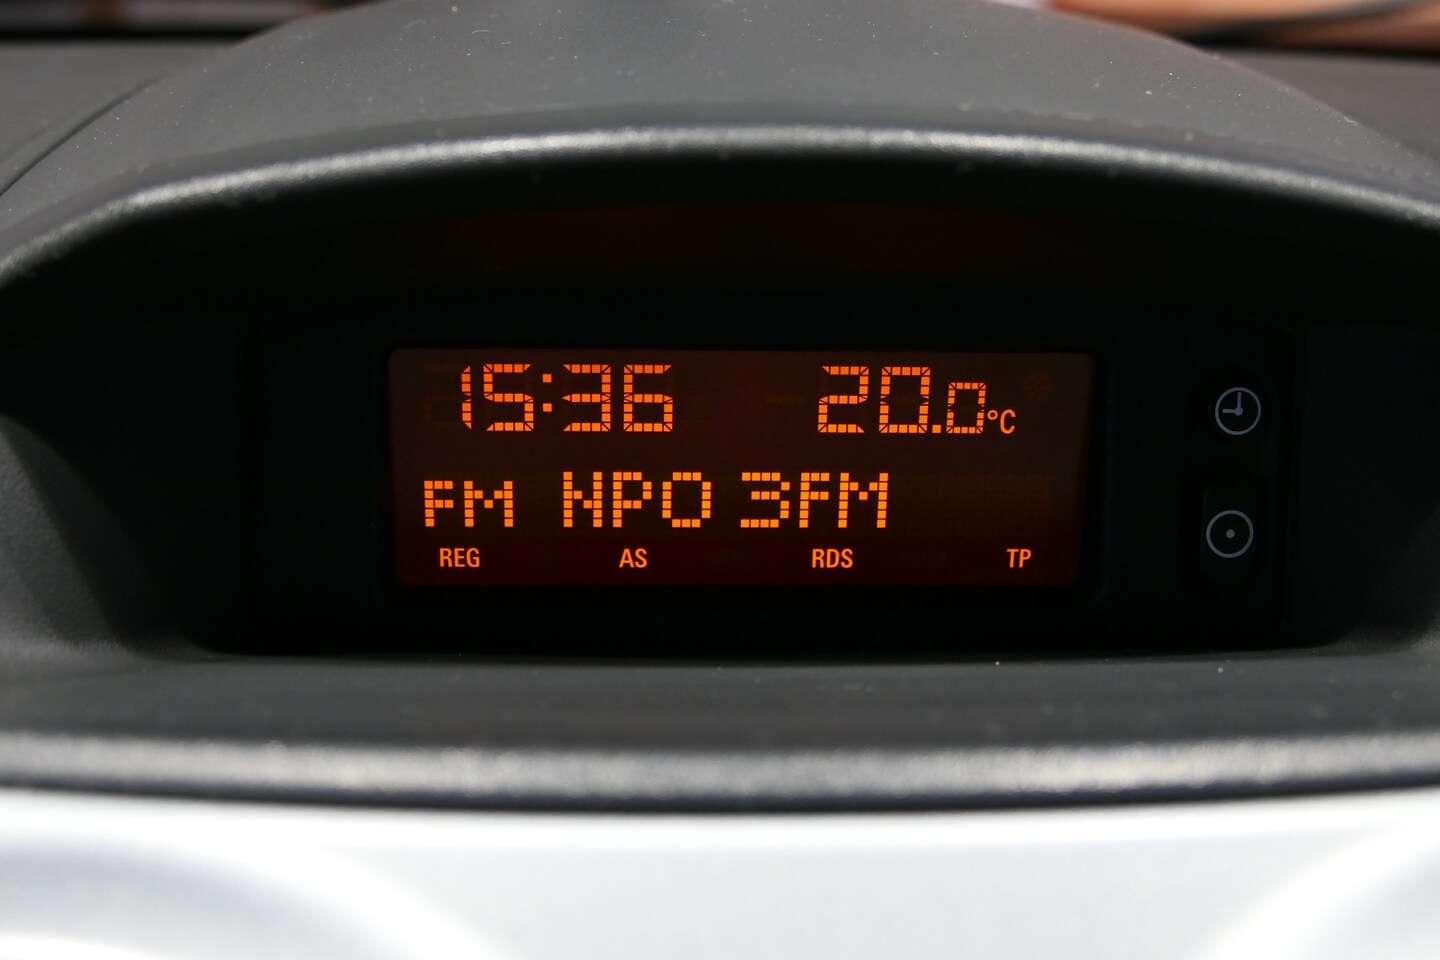 15:36 20.0°C
FM NPO 3FM
REG AS RDS TP